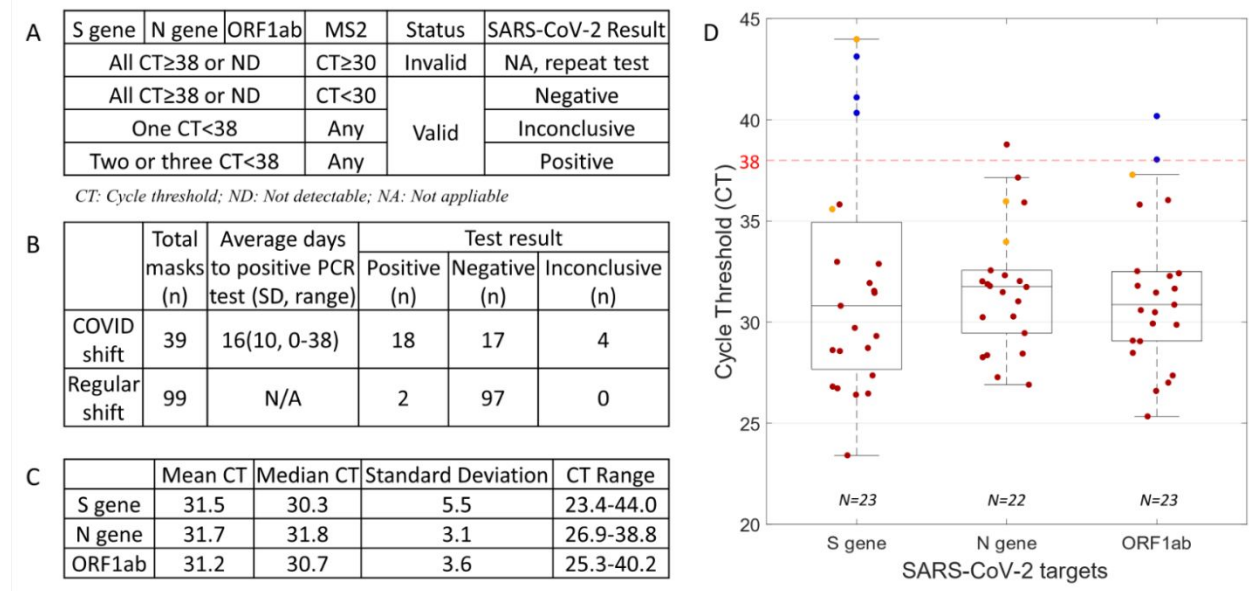 A
S gene N gene ORF1ab MS2 Status SARS-CoV-2 Result
All CT≥38 or ND CT≥30 Invalid NA, repeat test
All CT≥38 or ND CT<30 Valid Negative
One CT<38 Any Inconclusive
Two or three CT<38 Any Positive
CT: Cycle threshold; ND: Not detectable; NA: Not appliable
B
Total masks (n) Average days to positive PCR test (SD, range) Test result
Positive (n) Negative (n) Inconclusive (n)
COVID shift 39 16(10, 0-38) 18 17 4
Regular shift 99 N/A 2 97 0
C
Mean CT Median CT Standard Deviation CT Range
S gene 31.5 30.3 5.5 23.4-44.0
N gene 31.7 31.8 3.1 26.9-38.8
ORF1ab 31.2 30.7 3.6 25.3-40.2
D
Cycle Threshold (CT)
45
40
38
35
30
25
20
N=23 N=22 N=23
S gene N gene ORF1ab
SARS-CoV-2 targets